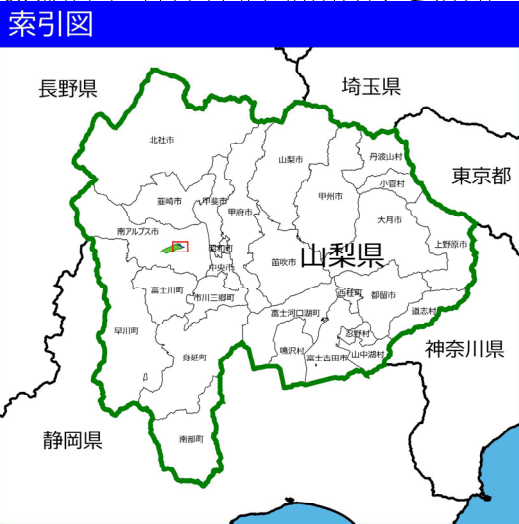 索引図
長野県
埼玉県
北杜市
山梨市
丹波山村
小菅村
東京都
韮崎市
甲斐市
甲府市
甲州市
大月市
南アルプス市
昭和町
上野原市
山梨県
笛吹市
中央市
富士川町
市川三郷町
西桂町
都留市
富士河口湖町
道志村
早川町
忍野村
鳴沢村
富士吉田市
山中湖村
神奈川県
身延町
静岡県
南部町